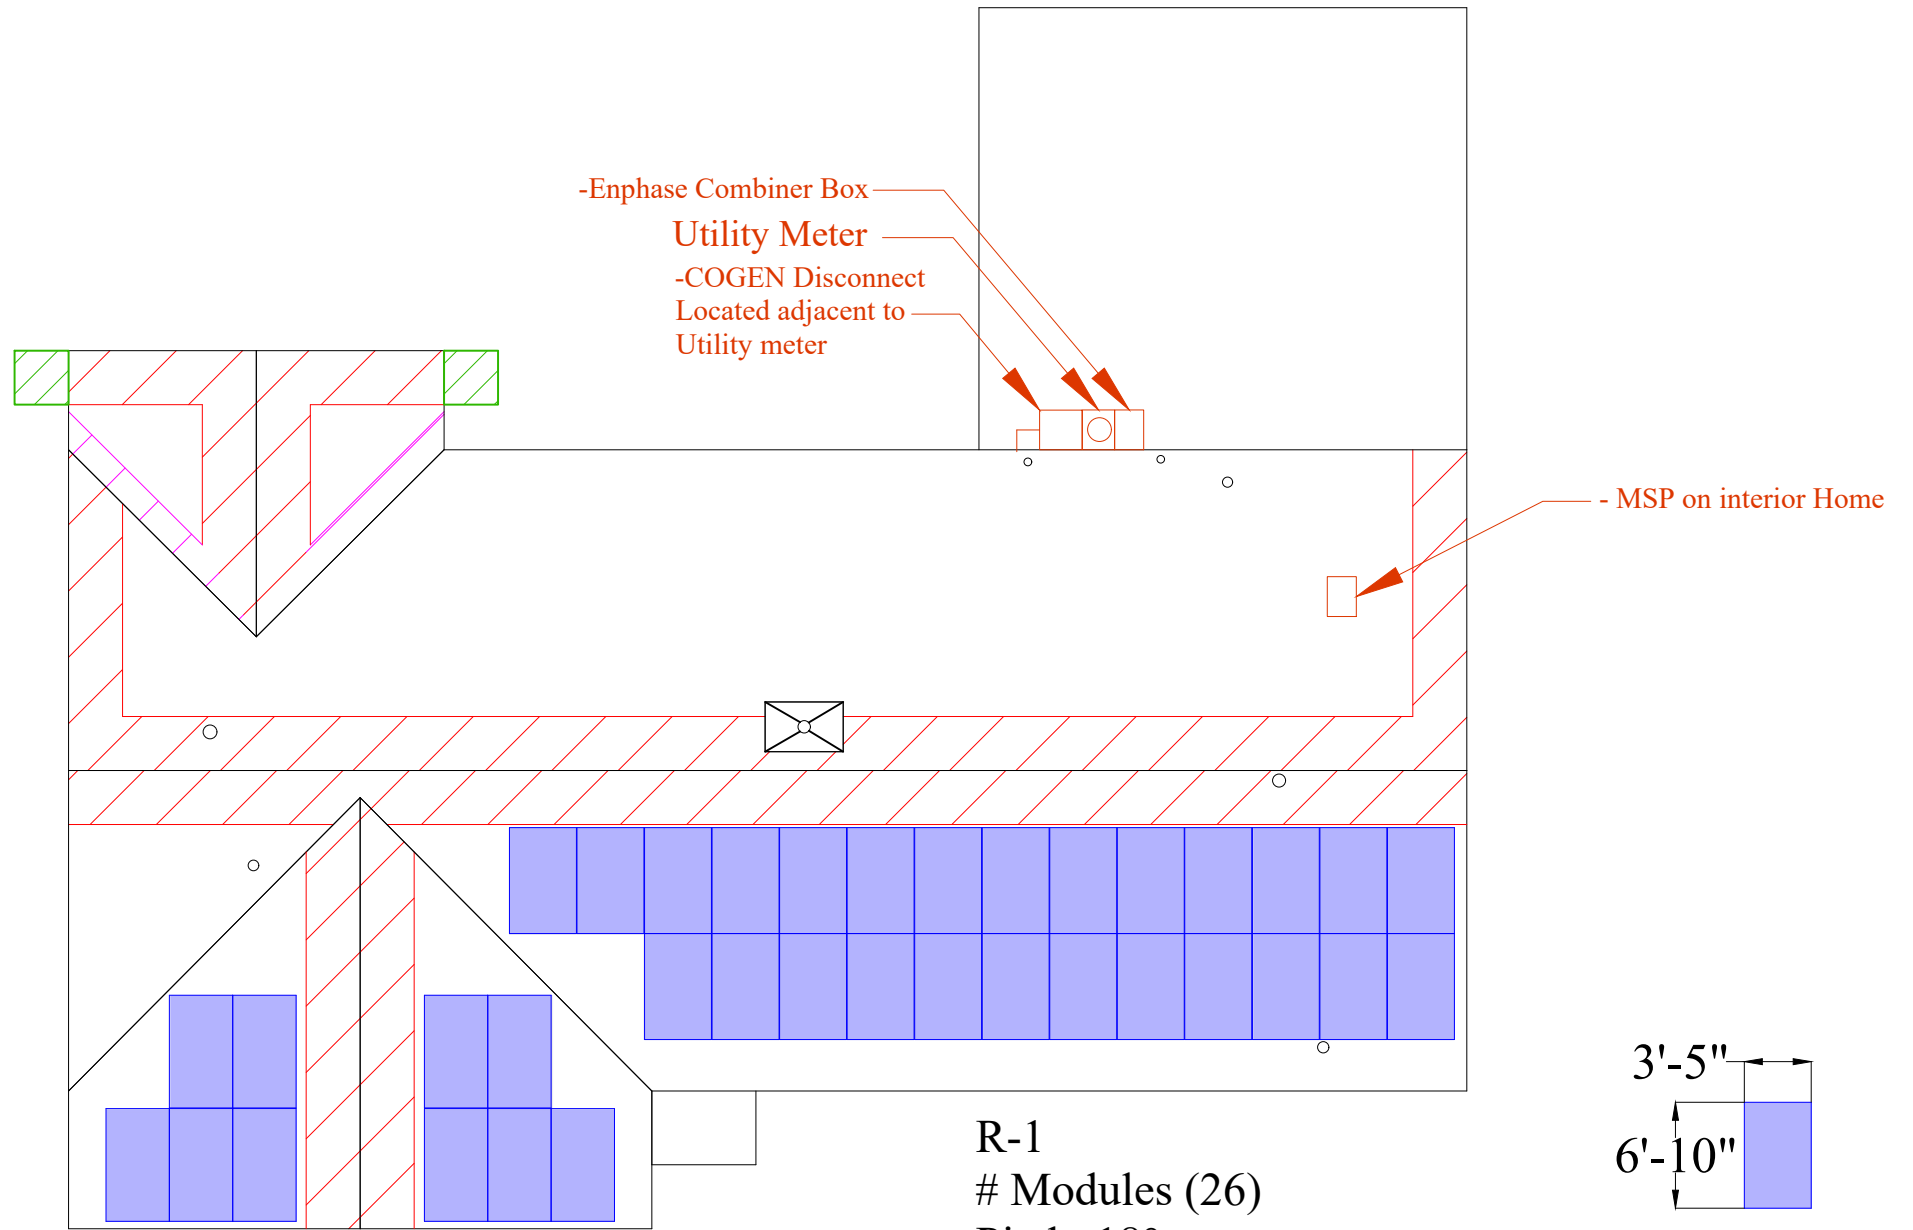 -Enphase Combiner Box
Utility Meter
-COGEN Disconnect
Located adjacent to
Utility meter
- MSP on interior Home
3'-5"
6'-10"
R-1
# Modules (26)